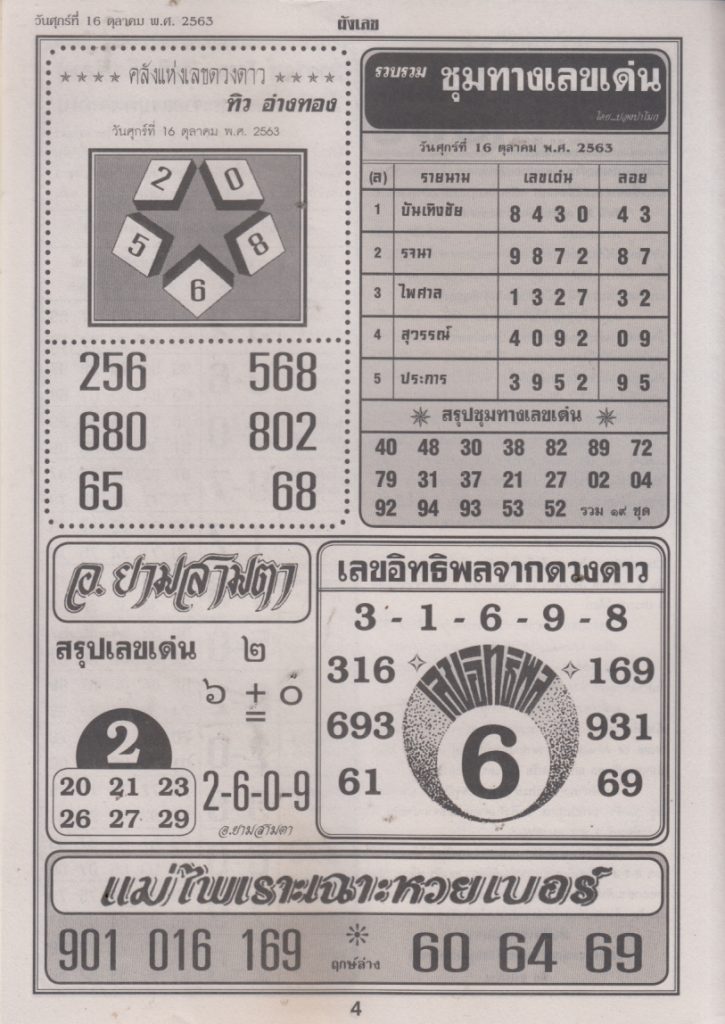 วันศุกร์ที่ 16 ตุลาคม พ.ศ. 2563
ผังเลข
★★★★ คลังแห่งเลขดวงดาว ★★★★
ทิว อ่างทอง
วันศุกร์ที่ 16 ตุลาคม พ.ศ. 2563
2 0
5 8
6
256 568
680 802
65 68
รวบรวม ชุมทางเลขเด่น
วันศุกร์ที่ 16 ตุลาคม พ.ศ. 2563
(ล) รายนาม เลขเด่น ลอย
1 บันเทิงชัย 8 4 3 0 4 3
2 รจนา 9 8 7 2 8 7
3 ไพศาล 1 3 2 7 3 2
4 สุวรรณ์ 4 0 9 2 0 9
5 ประการ 3 9 5 2 9 5
สรุปชุมทางเลขเด่น
40 48 30 38 82 89 72
79 31 37 21 27 02 04
92 94 93 53 52 รวม ๑๙ ชุด
อ.ยามสามตา
สรุปเลขเด่น ๒
๖ + ๐
2
20 21 23
26 27 29
2-6-0-9
อ.ยามสามตา
เลขอิทธิพลจากดวงดาว
3 - 1 - 6 - 9 - 8
316 เลขอิทธิพล 169
693 6 931
61 69
แม่ไพเราะเฉาะหวยเบอร์
901 016 169 ฤกษ์ล่าง 60 64 69
4